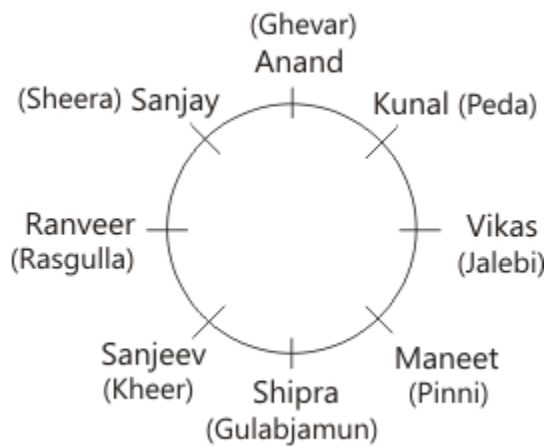 (Ghevar)
Anand
(Sheera) Sanjay
Kunal (Peda)
Ranveer
(Rasgulla)
Vikas
(Jalebi)
Sanjeev
(Kheer)
Shipra
(Gulabjamun)
Maneet
(Pinni)